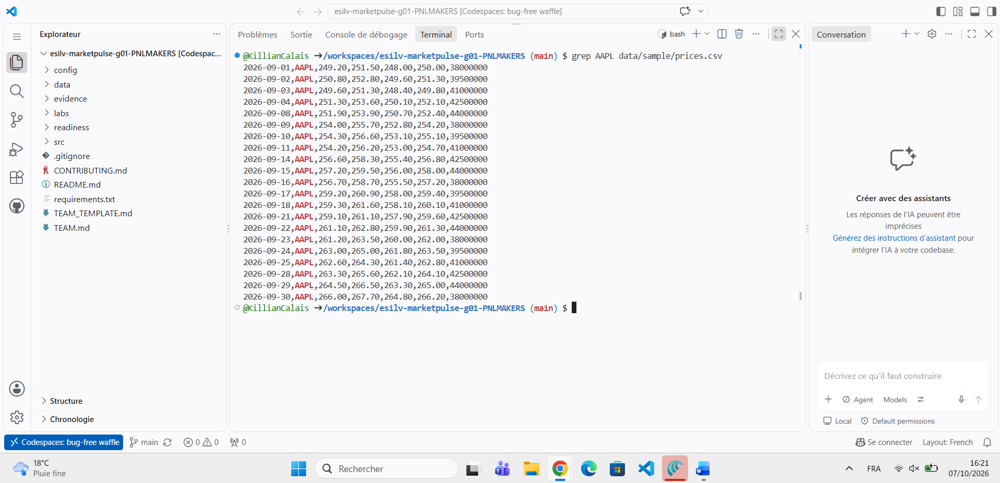 esilv-marketpulse-g01-PNLMAKERS [Codespaces: bug-free waffle]
Explorateur
esilv-marketpulse-g01-PNLMAKERS [Codespac...
config
data
evidence
labs
readiness
src
.gitignore
CONTRIBUTING.md
README.md
requirements.txt
TEAM_TEMPLATE.md
TEAM.md
Structure
Chronologie
Problèmes Sortie Console de débogage Terminal Ports
bash
@KillianCalais ➜/workspaces/esilv-marketpulse-g01-PNLMAKERS (main) $ grep AAPL data/sample/prices.csv
2026-09-01,AAPL,249.20,251.50,248.00,250.00,38000000
2026-09-02,AAPL,250.80,252.80,249.60,251.30,39500000
2026-09-03,AAPL,249.60,251.30,248.40,249.80,41000000
2026-09-04,AAPL,251.30,253.60,250.10,252.10,42500000
2026-09-08,AAPL,251.90,253.90,250.70,252.40,44000000
2026-09-09,AAPL,254.00,255.70,252.80,254.20,38000000
2026-09-10,AAPL,254.30,256.60,253.10,255.10,39500000
2026-09-11,AAPL,254.20,256.20,253.00,254.70,41000000
2026-09-14,AAPL,256.60,258.30,255.40,256.80,42500000
2026-09-15,AAPL,257.20,259.50,256.00,258.00,44000000
2026-09-16,AAPL,256.70,258.70,255.50,257.20,38000000
2026-09-17,AAPL,259.20,260.90,258.00,259.40,39500000
2026-09-18,AAPL,259.30,261.60,258.10,260.10,41000000
2026-09-21,AAPL,259.10,261.10,257.90,259.60,42500000
2026-09-22,AAPL,261.10,262.80,259.90,261.30,44000000
2026-09-23,AAPL,261.20,263.50,260.00,262.00,38000000
2026-09-24,AAPL,263.00,265.00,261.80,263.50,39500000
2026-09-25,AAPL,262.60,264.30,261.40,262.80,41000000
2026-09-28,AAPL,263.30,265.60,262.10,264.10,42500000
2026-09-29,AAPL,264.50,266.50,263.30,265.00,44000000
2026-09-30,AAPL,266.00,267.70,264.80,266.20,38000000
@KillianCalais ➜/workspaces/esilv-marketpulse-g01-PNLMAKERS (main) $
Conversation
Créer avec des assistants
Les réponses de l’IA peuvent être
imprécises
Générez des instructions d’assistant pour
intégrer l’IA à votre codebase.
Décrivez ce qu'il faut construire
Agent Models
Local Default permissions
Codespaces: bug-free waffle main 0 0 0
Se connecter Layout: French
18°C
Pluie fine
Rechercher
FRA
16:21
07/10/2026